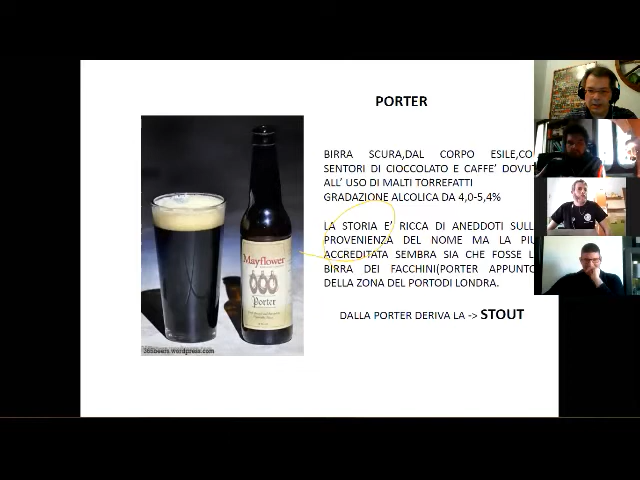 PORTER
BIRRA SCURA,DAL CORPO ESILE,CO
SENTORI DI CIOCCOLATO E CAFFE' DOVUT
ALL' USO DI MALTI TORREFATTI
GRADAZIONE ALCOLICA DA 4,0-5,4%
LA STORIA E' RICCA DI ANEDDOTI SULL
PROVENIENZA DEL NOME MA LA PIU
ACCREDITATA SEMBRA SIA CHE FOSSE L
BIRRA DEI FACCHINI(PORTER APPUNTO
DELLA ZONA DEL PORTODI LONDRA.
DALLA PORTER DERIVA LA -> STOUT
Mayflower
Porter
365beers.wordpress.com